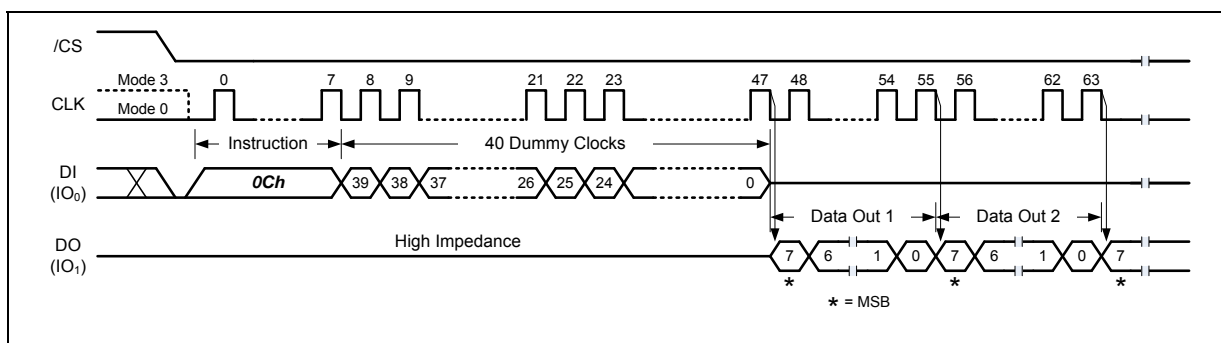 /CS
Mode 3 0 7 8 9 21 22 23 47 48 54 55 56 62 63
CLK
Mode 0
Instruction 40 Dummy Clocks
DI
(IO0)
0Ch 39 38 37 26 25 24 0
Data Out 1 Data Out 2
High Impedance
DO
(IO1)
7 6 1 0 7 6 1 0 7
* * *
* = MSB